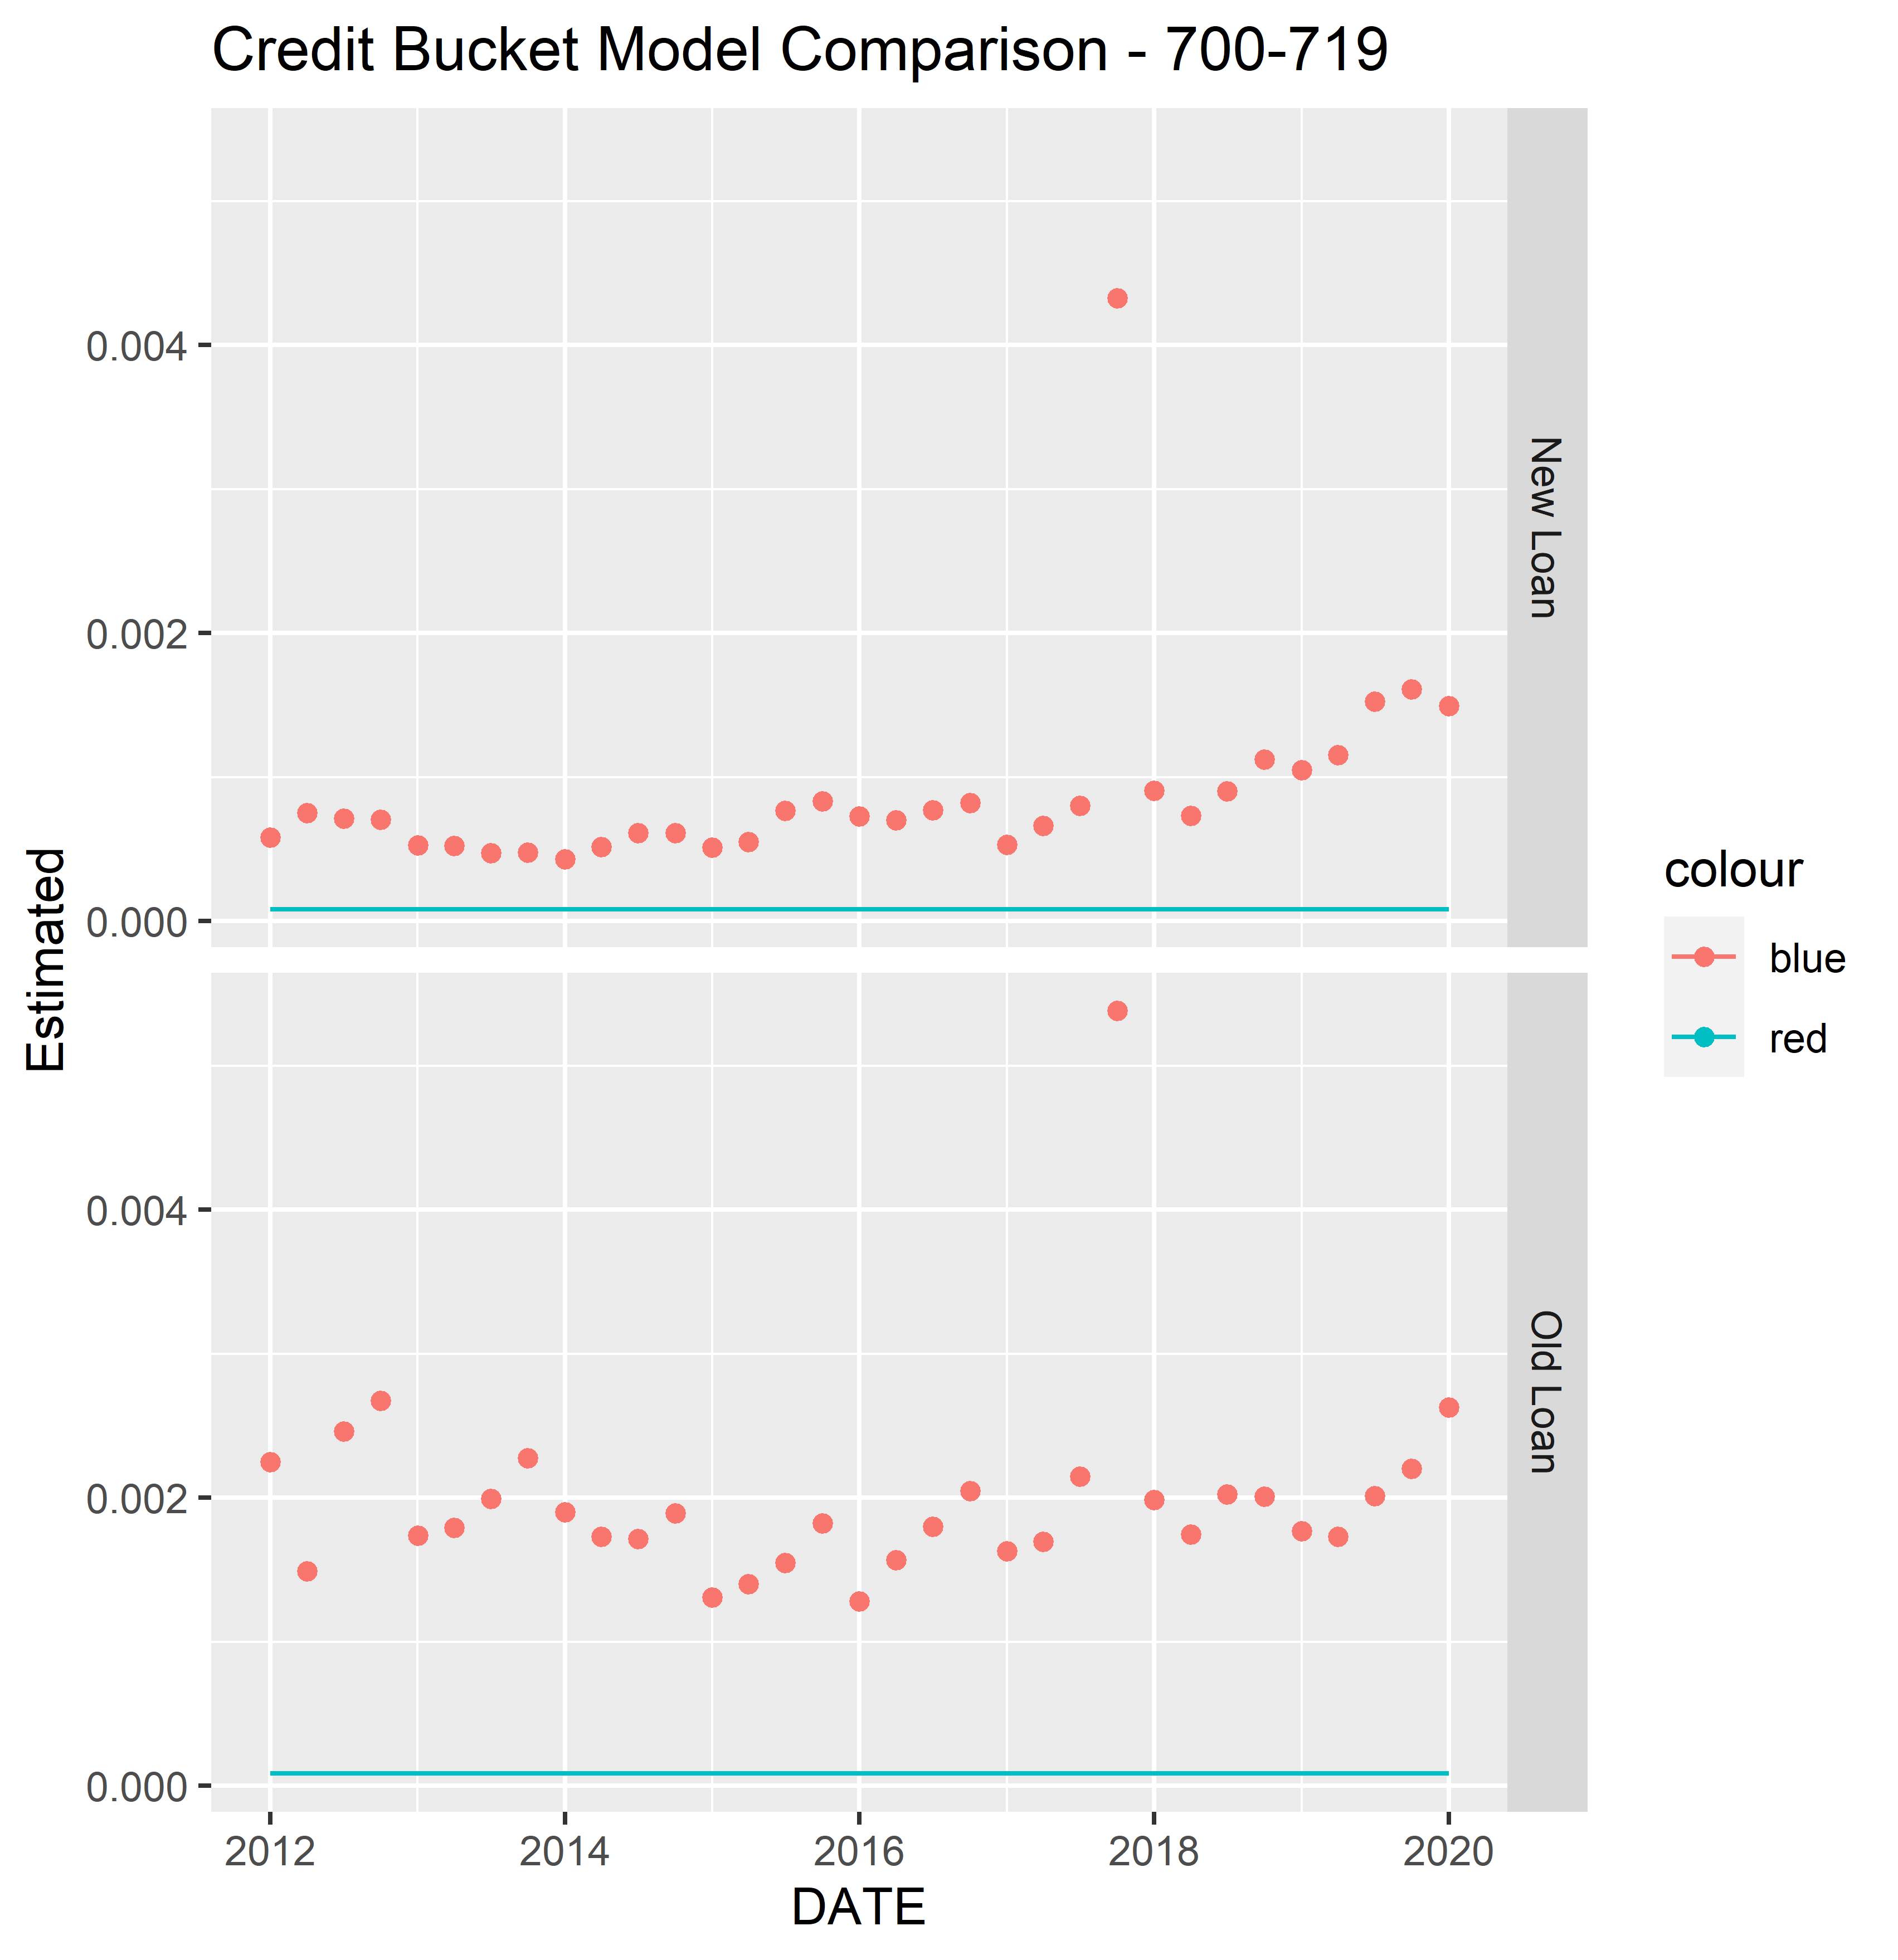 Credit Bucket Model Comparison - 700-719
Estimated
0.004
0.002
0.000
New Loan
0.004
0.002
0.000
Old Loan
2012
2014
2016
2018
2020
DATE
colour
blue
red